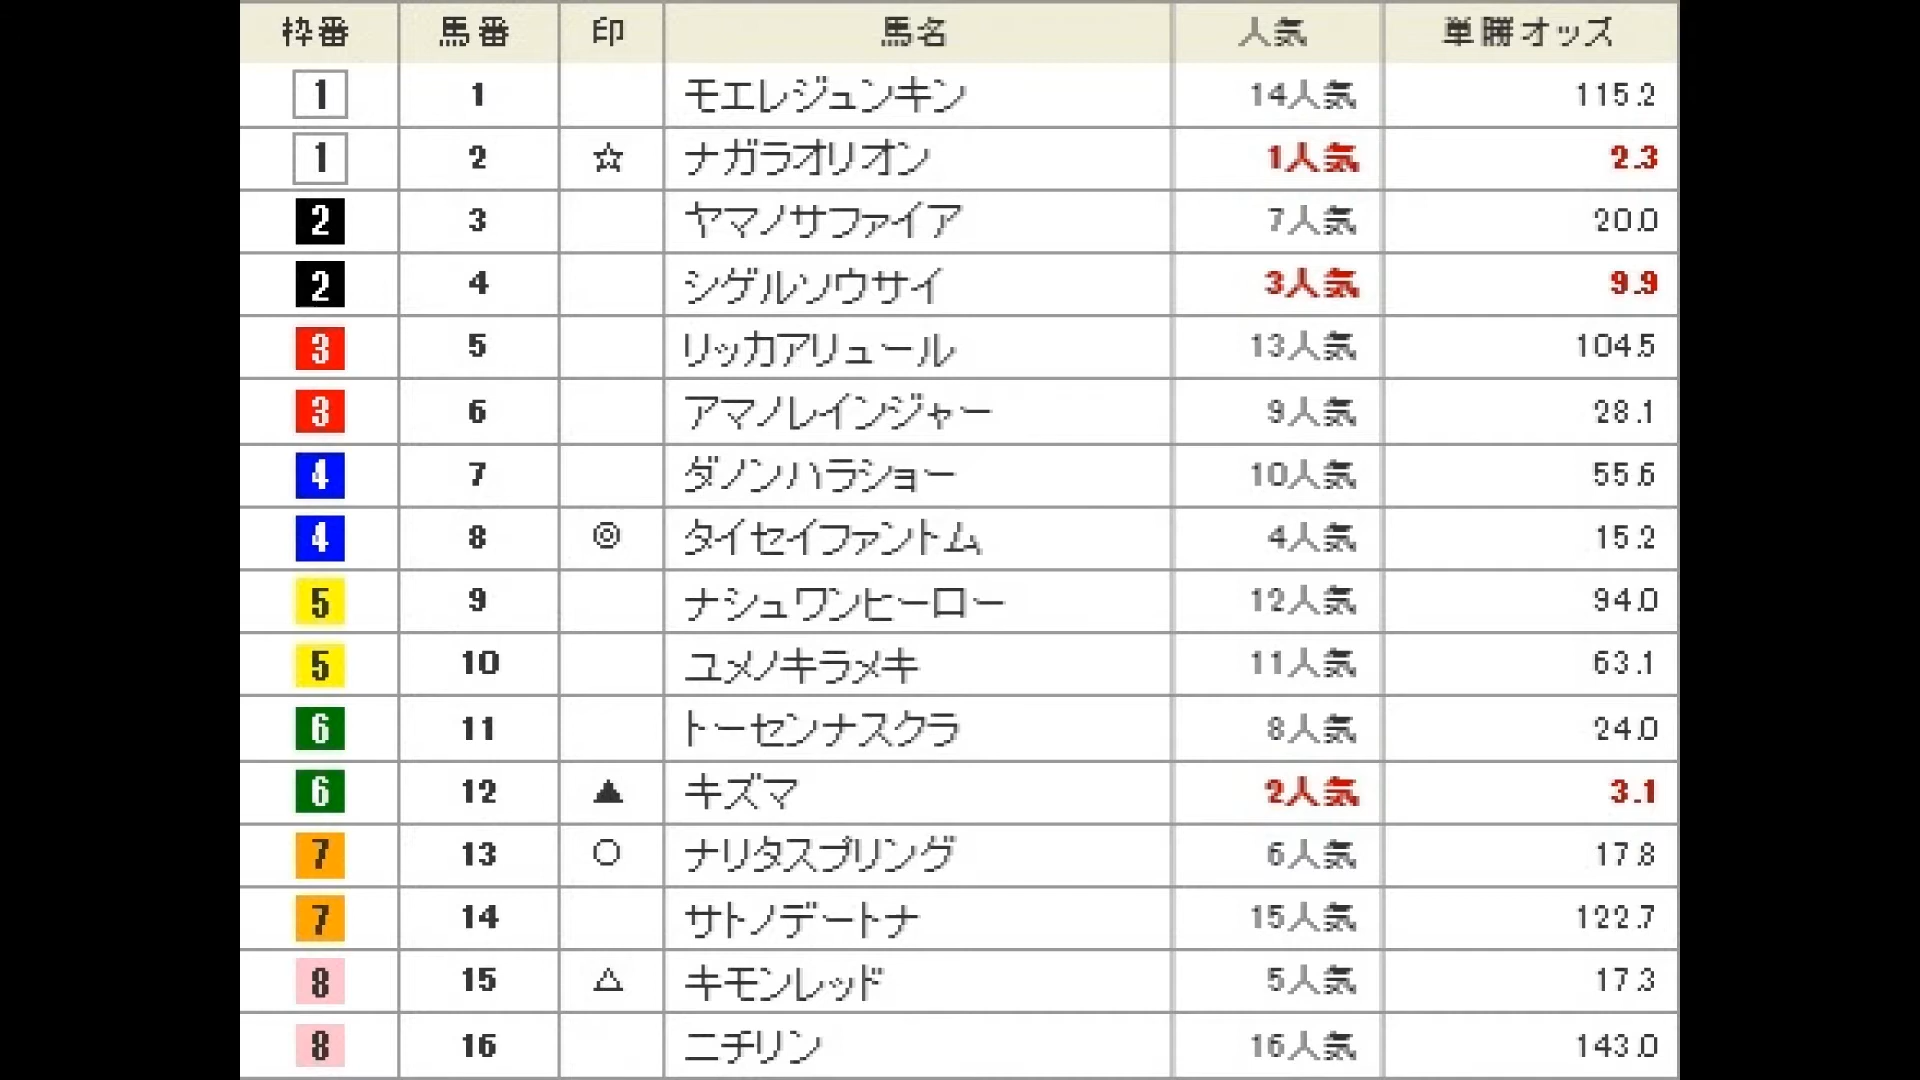 枠番 馬番 印 馬名 人気 単勝オッズ
1 1 モエレジュンキン 14人気 115.2
1 2 ☆ ナガラオリオン 1人気 2.3
2 3 ヤマノサファイア 7人気 20.0
2 4 シゲルソウサイ 3人気 9.9
3 5 リッカアリュール 13人気 104.5
3 6 アマノレインジャー 9人気 28.1
4 7 ダノンハラショー 10人気 55.6
4 8 ◎ タイセイファントム 4人気 15.2
5 9 ナシュワンヒーロー 12人気 94.0
5 10 ユメノキラメキ 11人気 63.1
6 11 トーセンナスクラ 8人気 24.0
6 12 ▲ キズマ 2人気 3.1
7 13 ○ ナリタスプリング 6人気 17.8
7 14 サトノデートナ 15人気 122.7
8 15 △ キモンレッド 5人気 17.3
8 16 ニチリン 16人気 143.0